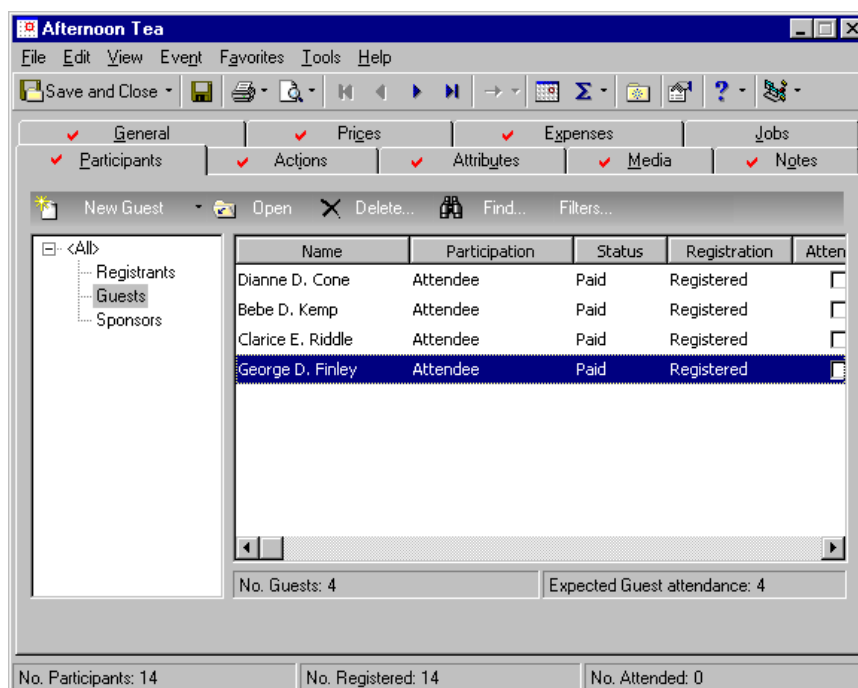 Afternoon Tea
File Edit View Event Favorites Tools Help
Save and Close
General Prices Expenses Jobs
Participants Actions Attributes Media Notes
New Guest Open Delete... Find... Filters...
<All>
Registrants
Guests
Sponsors
Name Participation Status Registration Atten
Dianne D. Cone Attendee Paid Registered
Bebe D. Kemp Attendee Paid Registered
Clarice E. Riddle Attendee Paid Registered
George D. Finley Attendee Paid Registered
No. Guests: 4 Expected Guest attendance: 4
No. Participants: 14 No. Registered: 14 No. Attended: 0